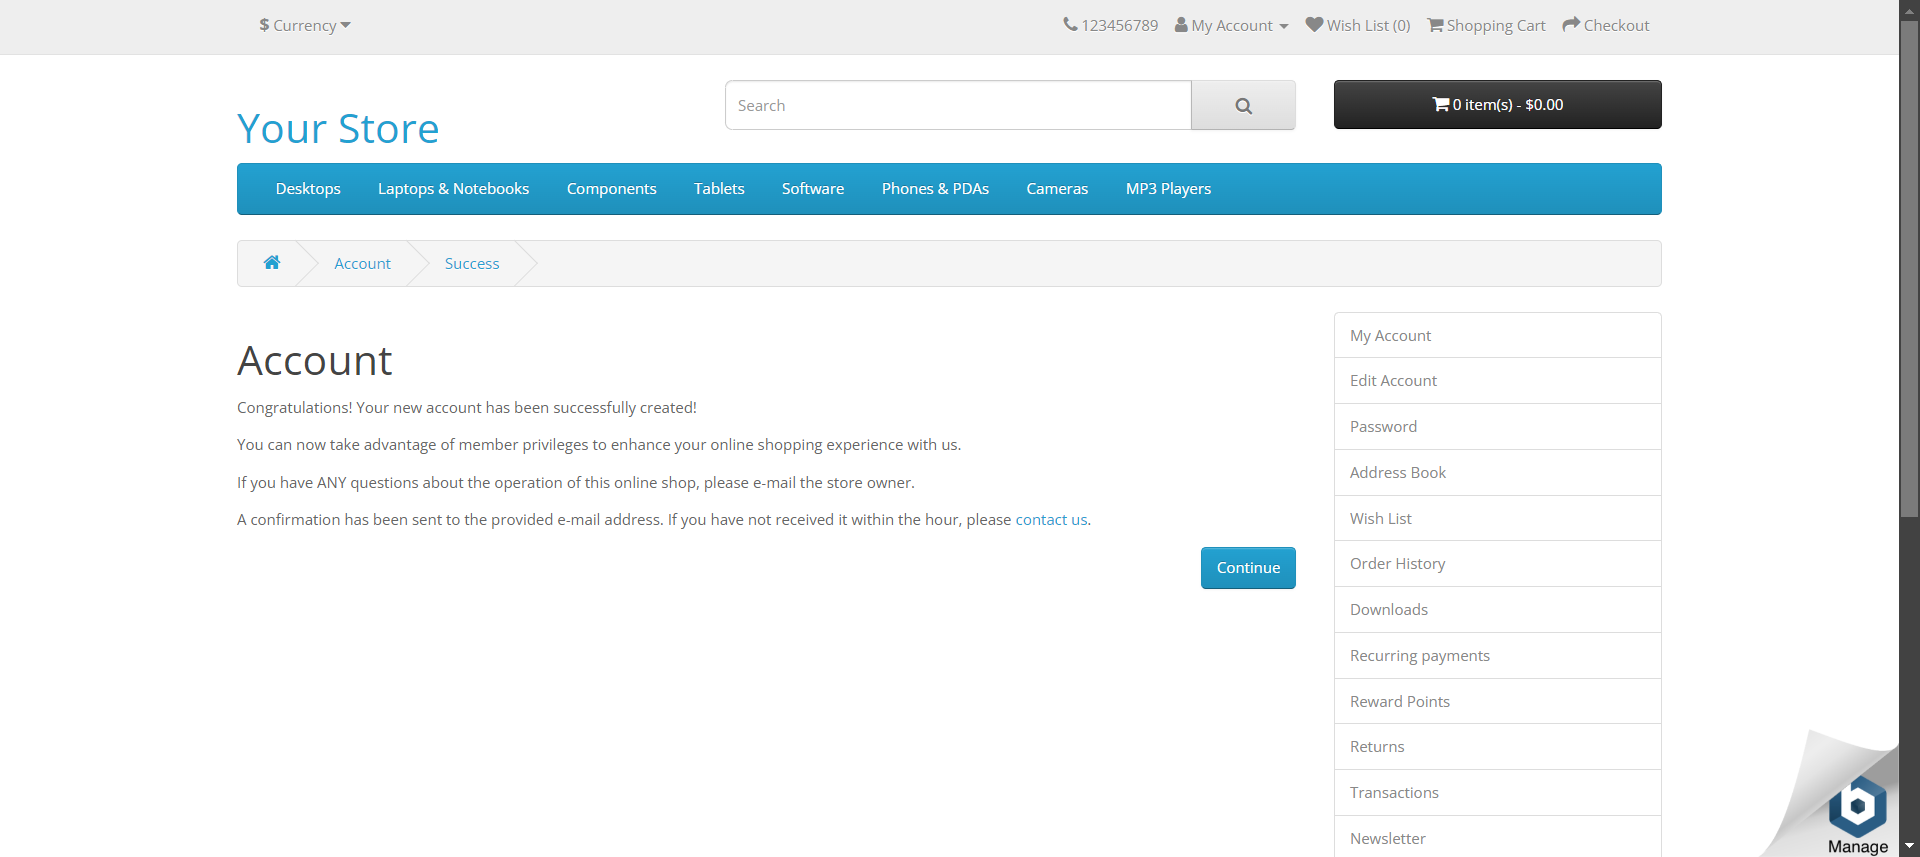 $ Currency
123456789 My Account Wish List (0) Shopping Cart Checkout
Your Store
Search
0 item(s) - $0.00
Desktops Laptops & Notebooks Components Tablets Software Phones & PDAs Cameras MP3 Players
Account Success
Account
Congratulations! Your new account has been successfully created!
You can now take advantage of member privileges to enhance your online shopping experience with us.
If you have ANY questions about the operation of this online shop, please e-mail the store owner.
A confirmation has been sent to the provided e-mail address. If you have not received it within the hour, please contact us.
Continue
My Account
Edit Account
Password
Address Book
Wish List
Order History
Downloads
Recurring payments
Reward Points
Returns
Transactions
Newsletter
Manage